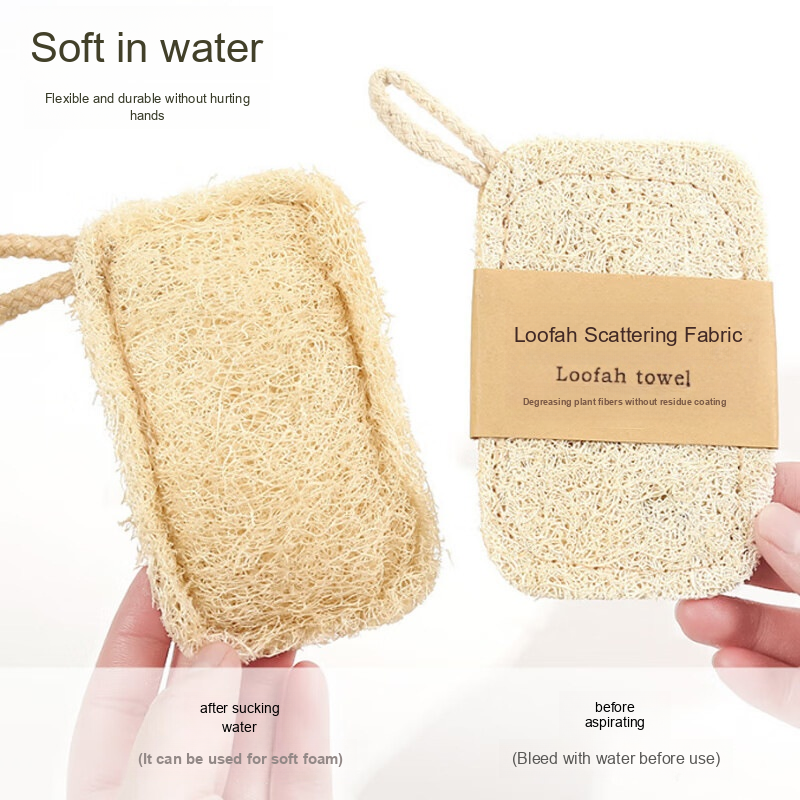 Soft in water
Flexible and durable without hurting
hands
Loofah Scattering Fabric
Loofah towel
Degreasing plant fibers without residue coating
after sucking
water
(It can be used for soft foam)
before
aspirating
(Bleed with water before use)